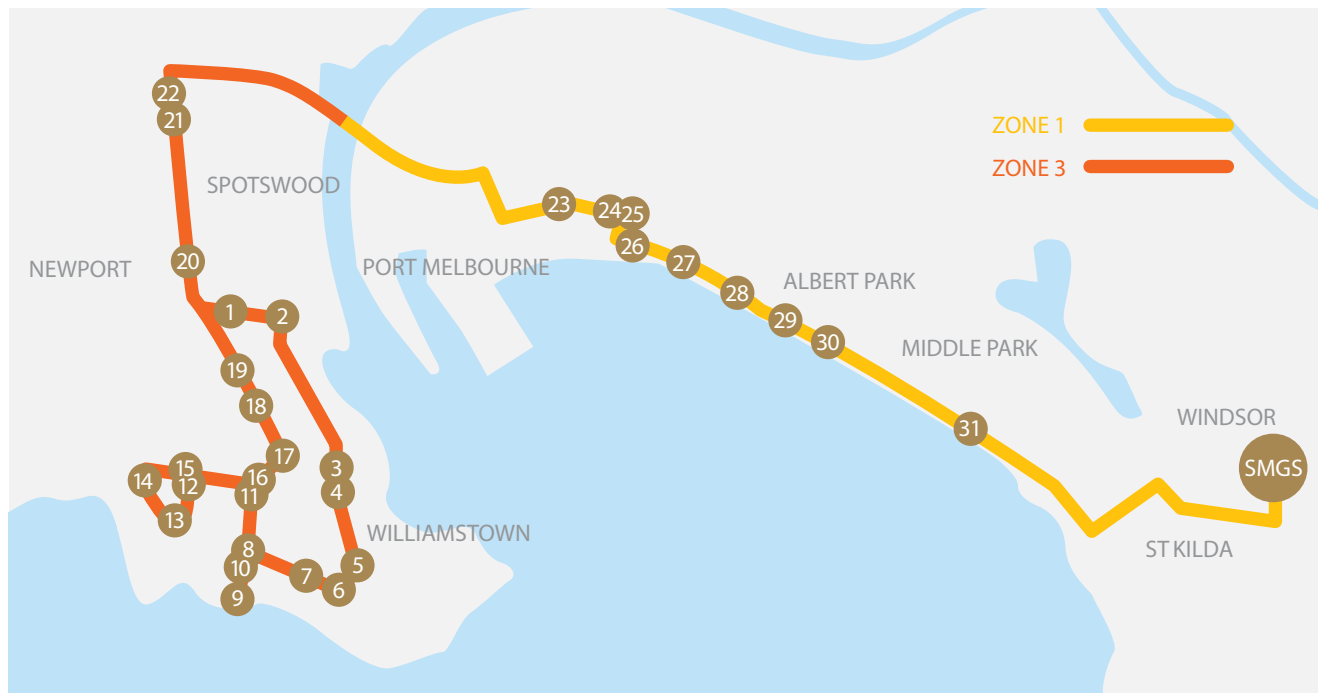 22
21
ZONE 1
ZONE 3
SPOTSWOOD
23
24
25
26
20
NEWPORT
PORT MELBOURNE
27
ALBERT PARK
28
1
2
29
30
MIDDLE PARK
19
18
WINDSOR
31
17
3
SMGS
15
16
14
12
11
4
13
WILLIAMSTOWN
8
ST KILDA
10
7
5
6
9